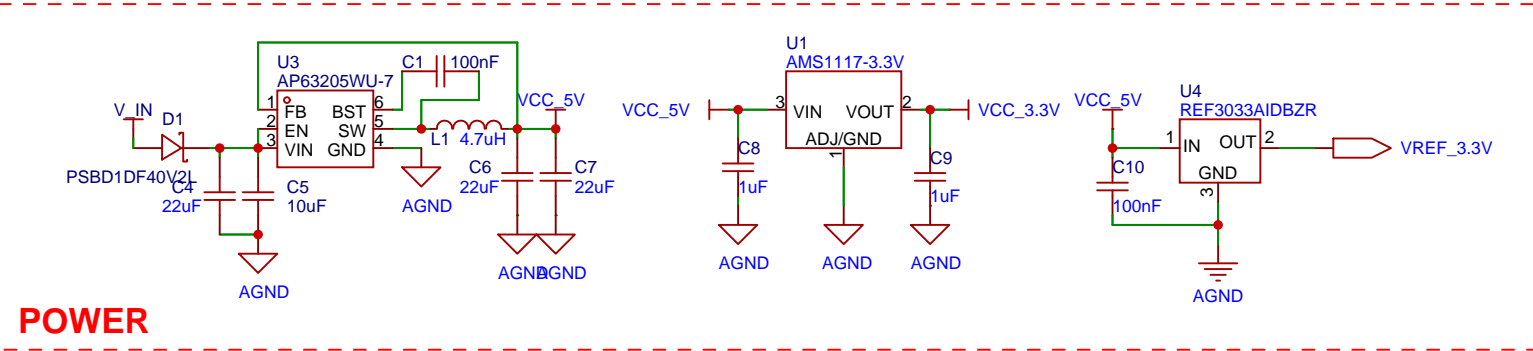 V_IN
D1
PSBD1DF40V2L
C4
22uF
C5
10uF
AGND
U3
AP63205WU-7
1
FB
2
EN
3
VIN
BST
6
SW
5
GND
4
C1
100nF
AGND
L1
4.7uH
VCC_5V
C6
22uF
C7
22uF
AGND
AGND
U1
AMS1117-3.3V
VCC_5V
3
VIN
VOUT
2
ADJ/GND
1
VCC_3.3V
C8
1uF
C9
1uF
AGND
AGND
AGND
VCC_5V
U4
REF3033AIDBZR
1
IN
OUT
2
GND
3
VREF_3.3V
C10
100nF
AGND
POWER